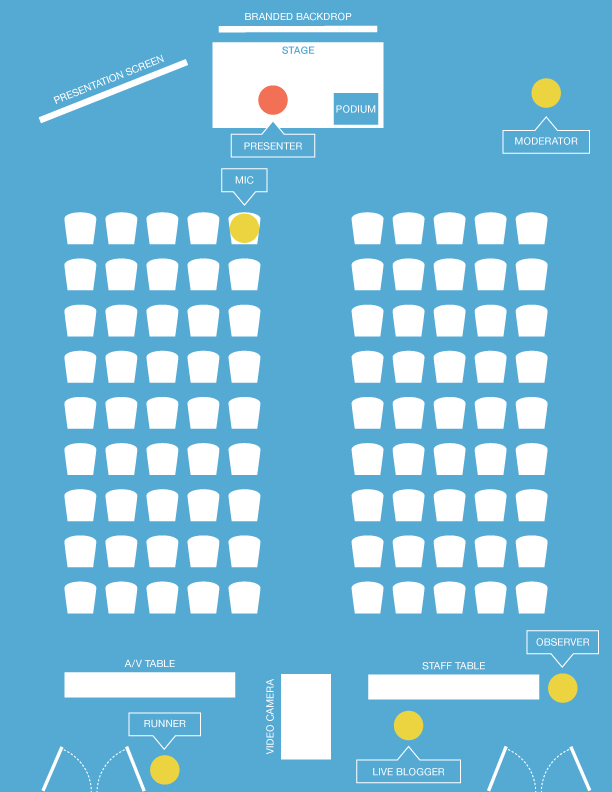 BRANDED BACKDROP
STAGE
PRESENTATION SCREEN
PODIUM
PRESENTER
MODERATOR
MIC
OBSERVER
A/V TABLE
STAFF TABLE
VIDEO CAMERA
RUNNER
LIVE BLOGGER